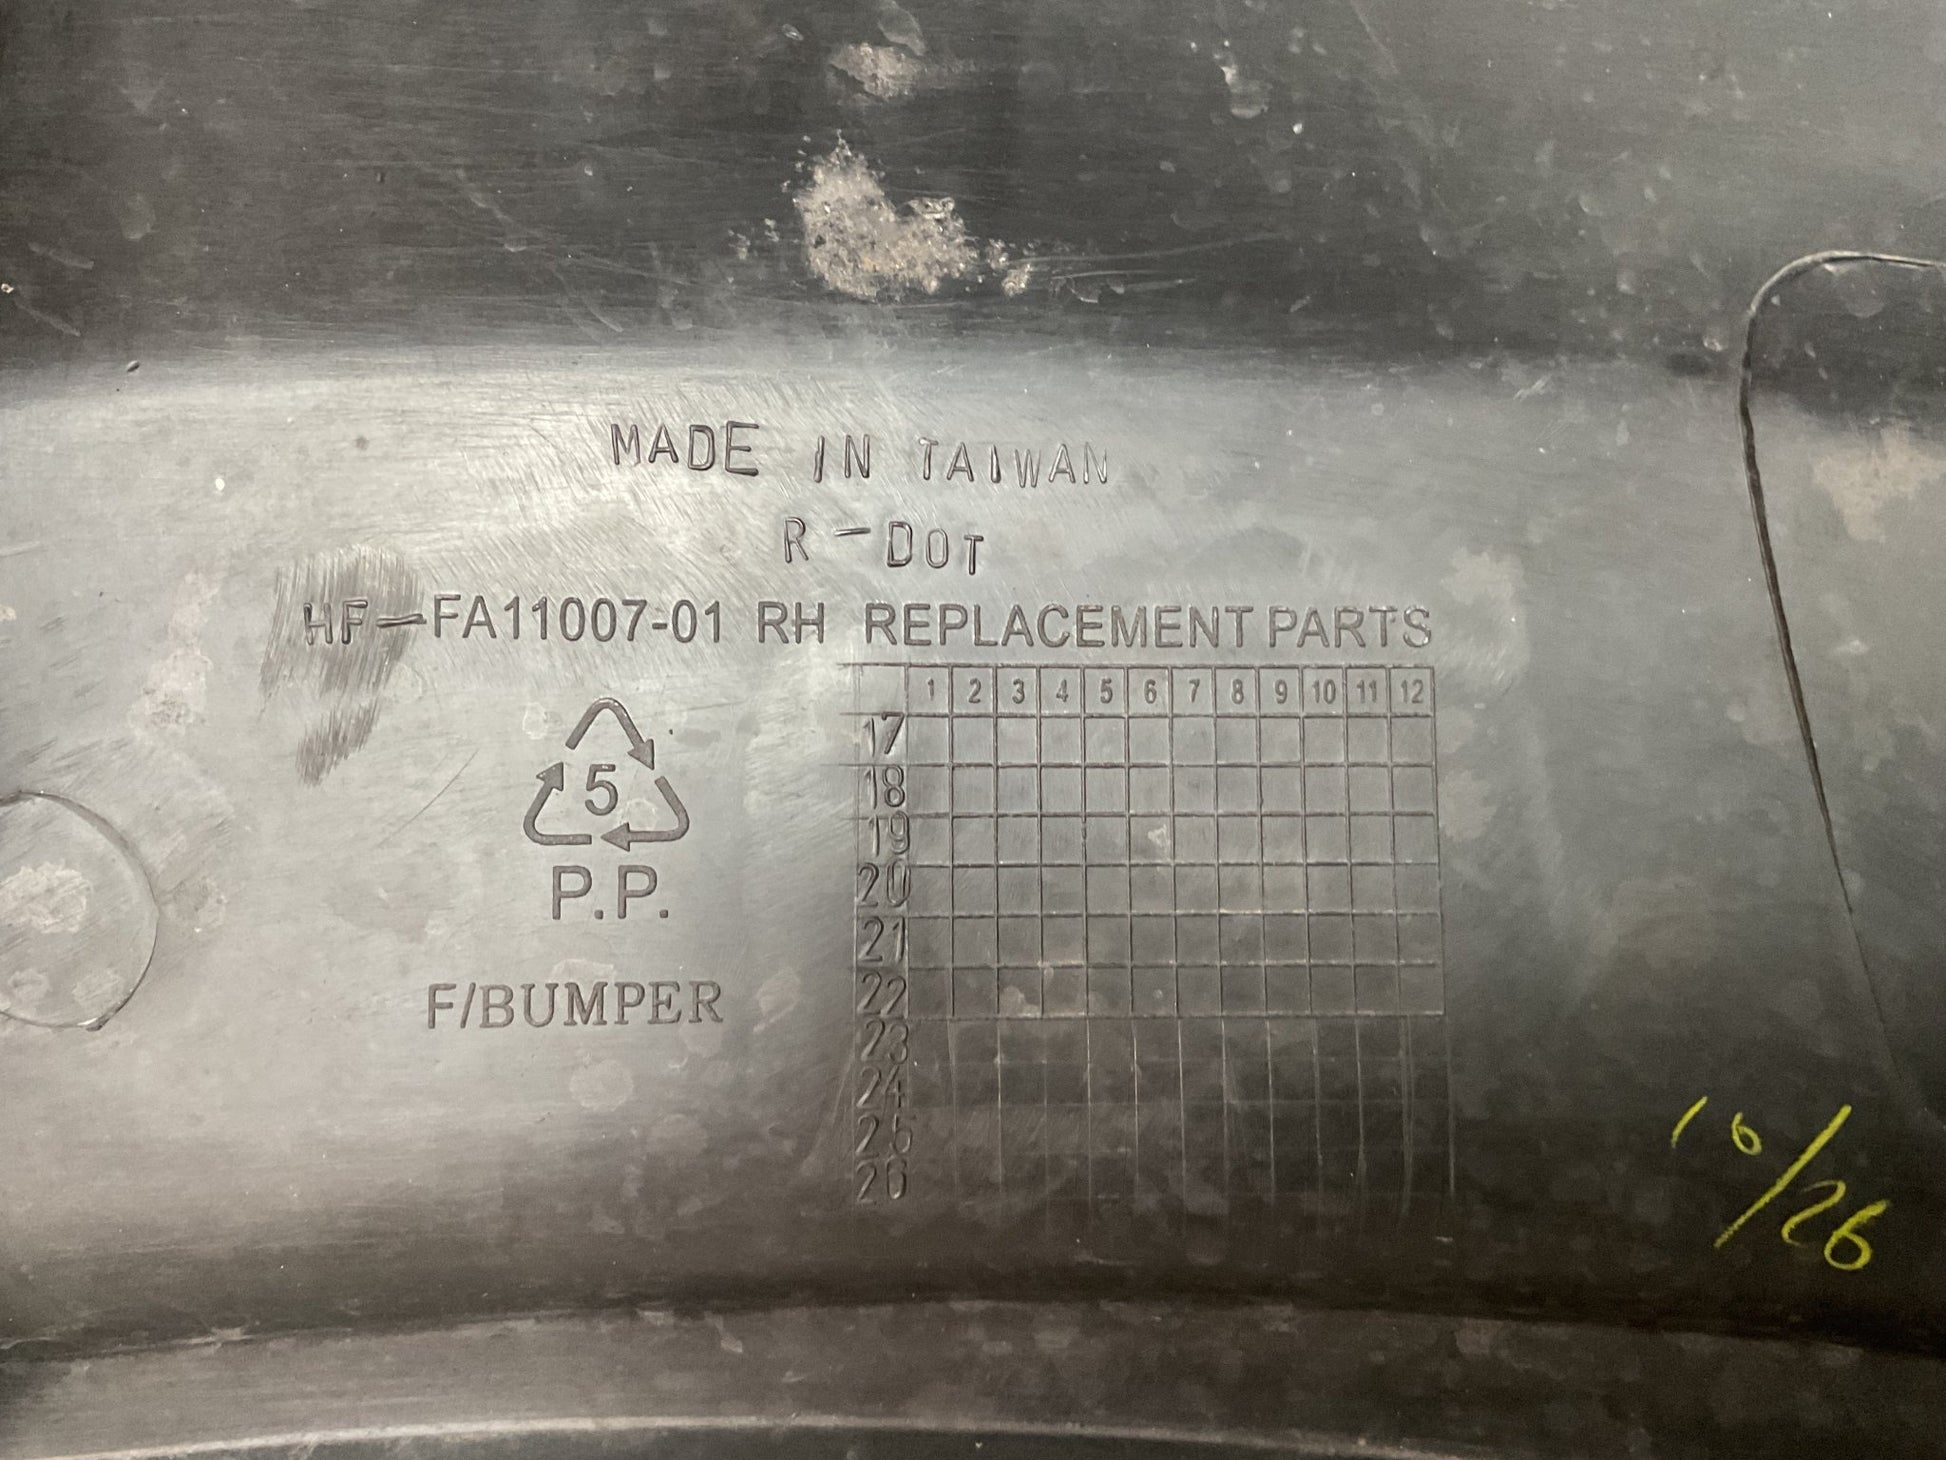 MADE IN TAIWAN
R-DOT
HF-FA11007-01 RH REPLACEMENT PARTS
1 2 3 4 5 6 7 8 9 10 11 12
17
18
19
20
21
22
23
24
25
26
5
P.P.
F/BUMPER
10/26